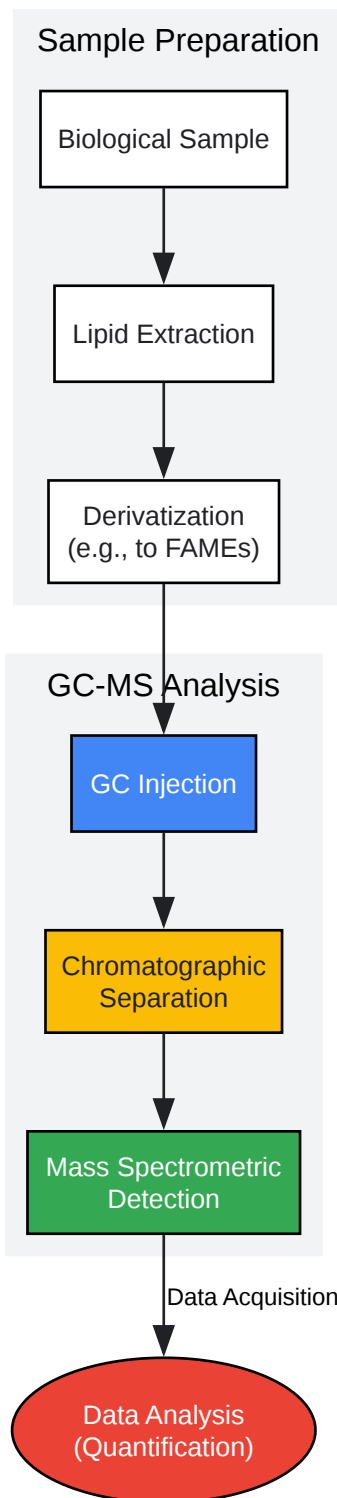 Sample Preparation
Biological Sample
Lipid Extraction
Derivatization
(e.g., to FAMEs)
GC-MS Analysis
GC Injection
Chromatographic
Separation
Mass Spectrometric
Detection
Data Acquisition
Data Analysis
(Quantification)